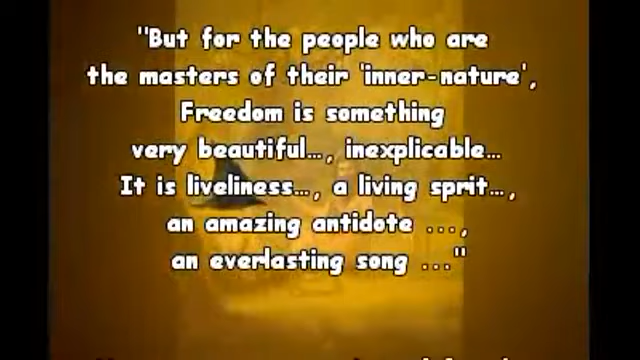 "But for the people who are
the masters of their 'inner-nature',
Freedom is something
very beautiful..., inexplicable...
It is liveliness..., a living sprit...,
an amazing antidote ...,
an everlasting song ..."